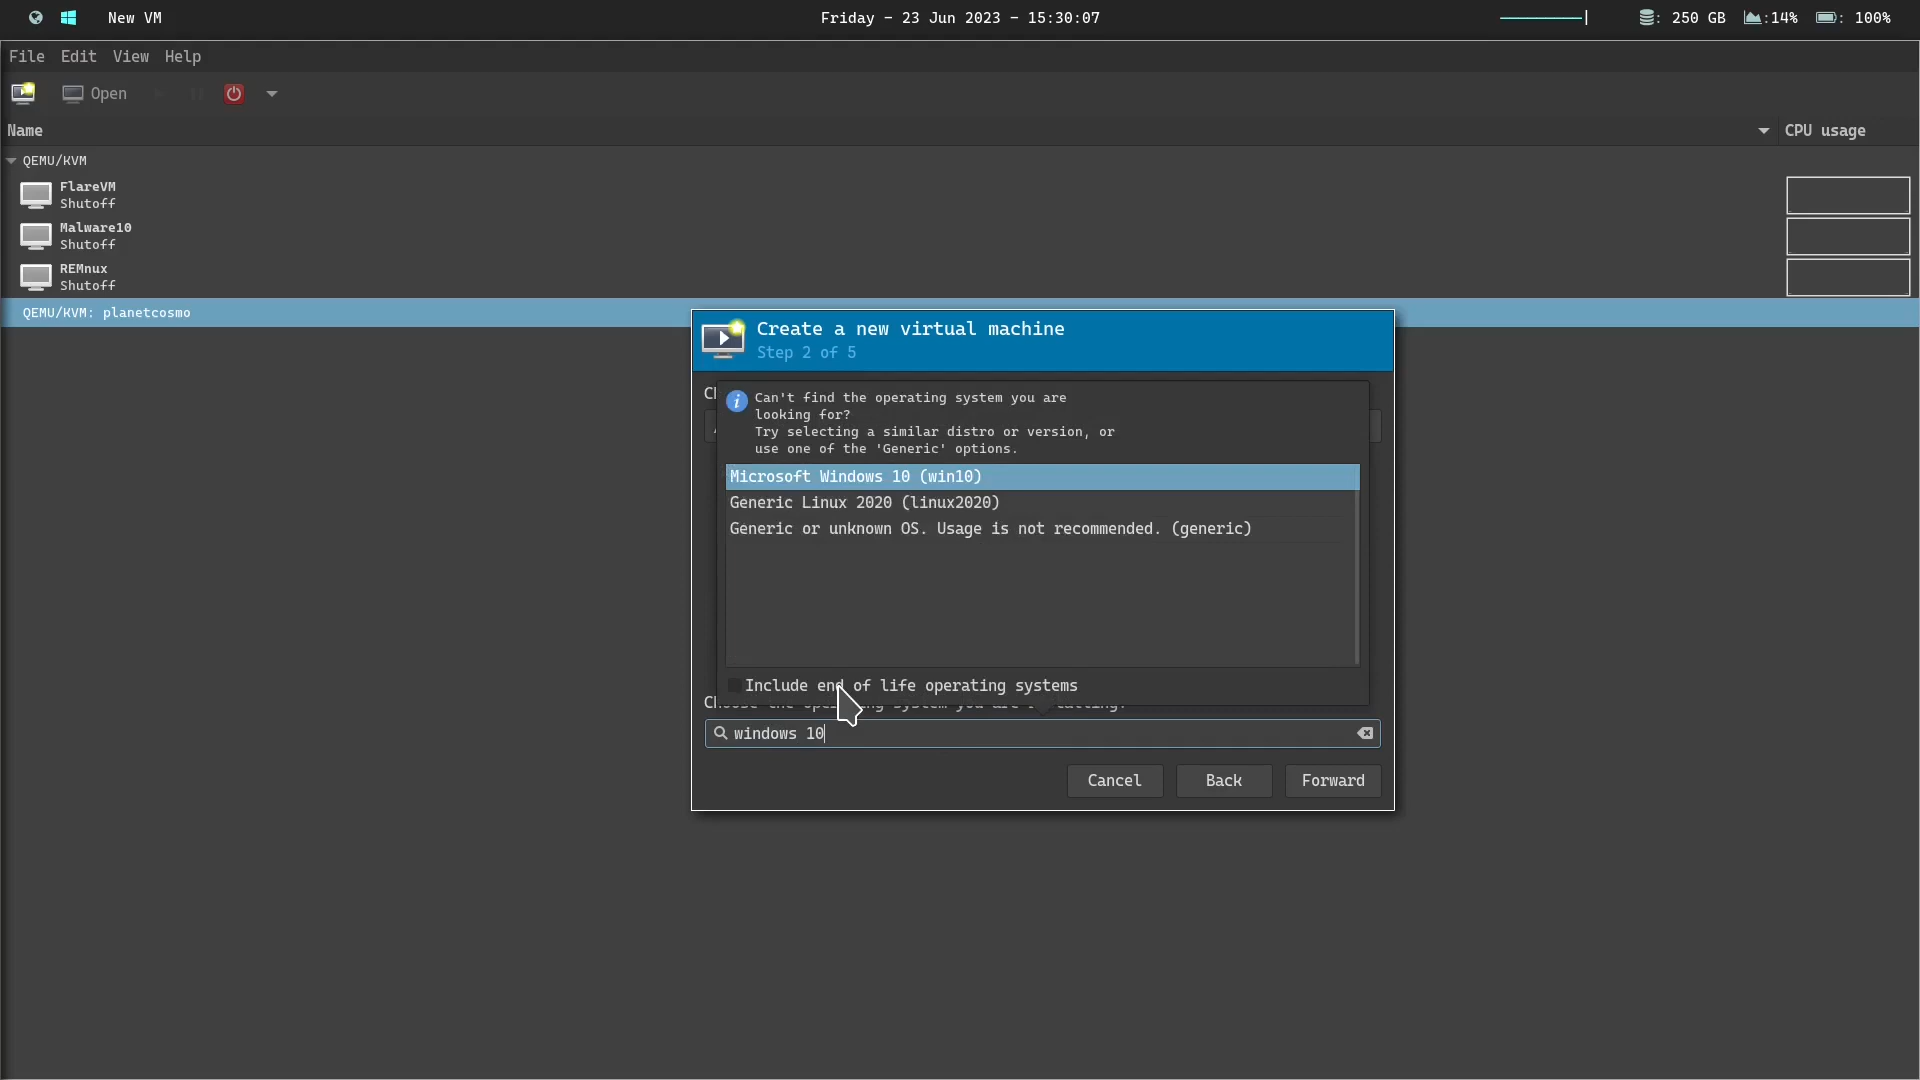 New VM
Friday - 23 Jun 2023 - 15:30:07
: 250 GB :14% : 100%
File Edit View Help
Open
Name
CPU usage
QEMU/KVM
FlareVM
Shutoff
Malware10
Shutoff
REMnux
Shutoff
QEMU/KVM: planetcosmo
Create a new virtual machine
Step 2 of 5
Can't find the operating system you are
looking for?
Try selecting a similar distro or version, or
use one of the 'Generic' options.
Microsoft Windows 10 (win10)
Generic Linux 2020 (linux2020)
Generic or unknown OS. Usage is not recommended. (generic)
Include end of life operating systems
windows 10
Cancel Back Forward